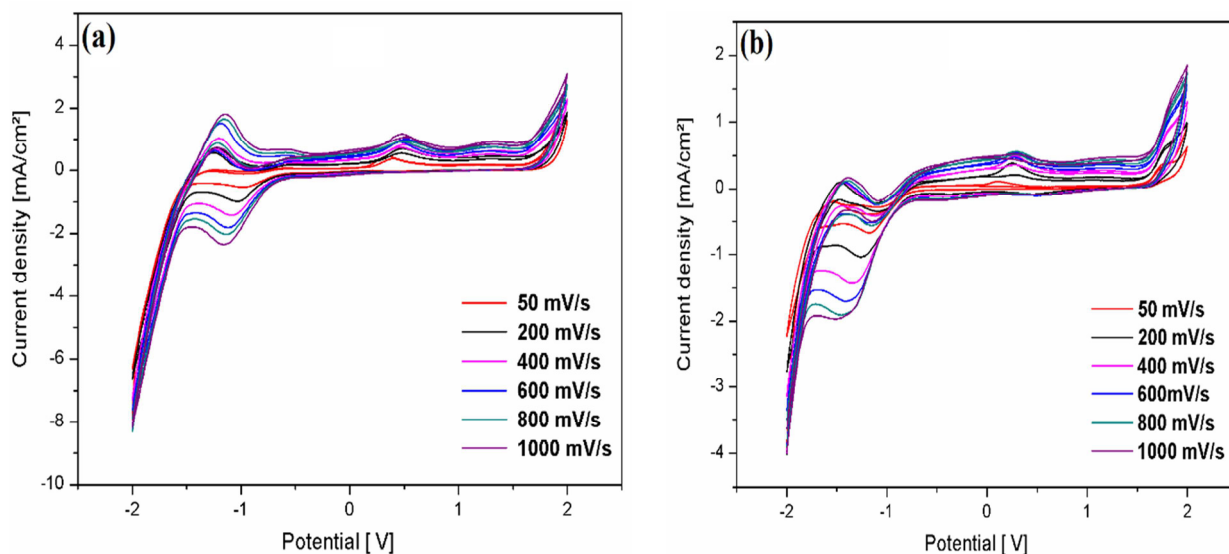 (a)
4
2
0
-2
-4
-6
-8
-10
Current density [mA/cm²]
50 mV/s
200 mV/s
400 mV/s
600 mV/s
800 mV/s
1000 mV/s
-2 -1 0 1 2
Potential [ V]
(b)
2
1
0
-1
-2
-3
-4
Current density [mA/cm²]
50 mV/s
200 mV/s
400 mV/s
600mV/s
800 mV/s
1000 mV/s
-2 -1 0 1 2
Potential [ V]